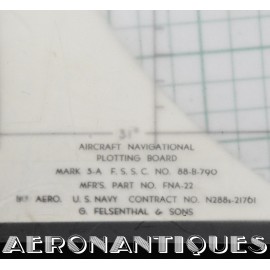 31°
AIRCRAFT NAVIGATIONAL
PLOTTING BOARD
MARK 3-A F. S. S. C. NO. 88-B-790
MFR'S. PART NO. FNA-22
AERO. U. S. NAVY CONTRACT NO. N288s-21761
G. FELSENTHAL & SONS
AERONANTIQUES